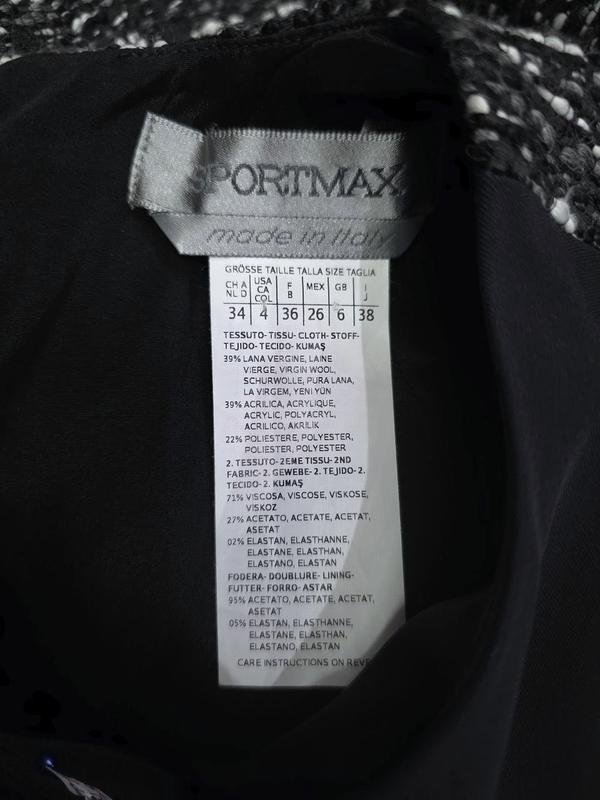 SPORTMAX
made in Italy
GRÖSSE TAILLE TALLA SIZE TAGLIA
CH A NL D USA CA COL F B MEX GB I J
34 4 36 26 6 38
TESSUTO- TISSU- CLOTH- STOFF-
TEJIDO- TECIDO- KUMAŞ
39% LANA VERGINE, LAINE
VIERGE, VIRGIN WOOL,
SCHURWOLLE, PURA LANA,
LA VIRGEM, YENI YÜN
39% ACRILICA, ACRYLIQUE,
ACRYLIC, POLYACRYL,
ACRILICO, AKRILIK
22% POLIESTERE, POLYESTER,
POLIESTER, POLYESTER
2. TESSUTO- 2EME TISSU- 2ND
FABRIC- 2. GEWEBE- 2. TEJIDO- 2.
TECIDO- 2. KUMAŞ
71% VISCOSA, VISCOSE, VISKOSE,
VISKOZ
27% ACETATO, ACETATE, ACETAT,
ASETAT
02% ELASTAN, ELASTHANNE,
ELASTANE, ELASTHAN,
ELASTANO, ELASTAN
FODERA- DOUBLURE- LINING-
FUTTER- FORRO- ASTAR
95% ACETATO, ACETATE, ACETAT,
ASETAT
05% ELASTAN, ELASTHANNE,
ELASTANE, ELASTHAN,
ELASTANO, ELASTAN
CARE INSTRUCTIONS ON REVE